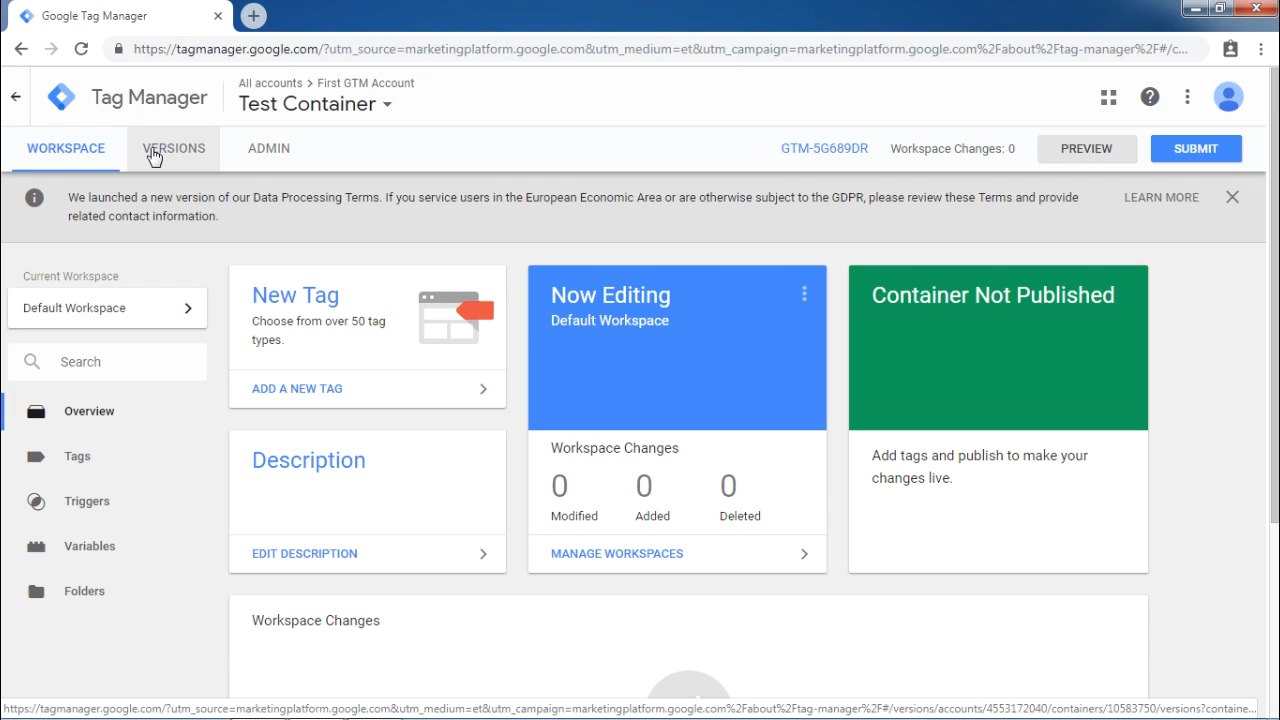 Google Tag Manager
https://tagmanager.google.com/?utm_source=marketingplatform.google.com&utm_medium=et&utm_campaign=marketingplatform.google.com%2Fabout%2Ftag-manager%2F#/c...
Tag Manager
All accounts > First GTM Account
Test Container
WORKSPACE
VERSIONS
ADMIN
GTM-5G689DR
Workspace Changes: 0
PREVIEW
SUBMIT
We launched a new version of our Data Processing Terms. If you service users in the European Economic Area or are otherwise subject to the GDPR, please review these Terms and provide
related contact information.
LEARN MORE
Current Workspace
Default Workspace
Search
Overview
Tags
Triggers
Variables
Folders
New Tag
Choose from over 50 tag
types.
ADD A NEW TAG
Description
EDIT DESCRIPTION
Now Editing
Default Workspace
Workspace Changes
0 0 0
Modified Added Deleted
MANAGE WORKSPACES
Container Not Published
Add tags and publish to make your
changes live.
Workspace Changes
https://tagmanager.google.com/?utm_source=marketingplatform.google.com&utm_medium=et&utm_campaign=marketingplatform.google.com%2Fabout%2Ftag-manager%2F#/versions/accounts/4553172040/containers/10583750/versions?containe...